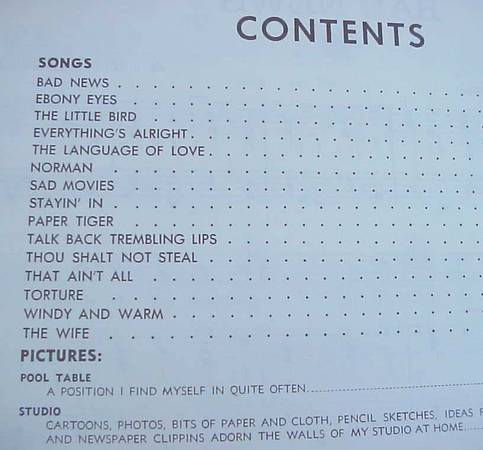 CONTENTS
SONGS
BAD NEWS
EBONY EYES
THE LITTLE BIRD
EVERYTHING'S ALRIGHT
THE LANGUAGE OF LOVE
NORMAN
SAD MOVIES
STAYIN' IN
PAPER TIGER
TALK BACK TREMBLING LIPS
THOU SHALT NOT STEAL
THAT AIN'T ALL
TORTURE
WINDY AND WARM
THE WIFE
PICTURES:
POOL TABLE
A POSITION I FIND MYSELF IN QUITE OFTEN
STUDIO
CARTOONS, PHOTOS, BITS OF PAPER AND CLOTH, PENCIL SKETCHES, IDEAS
AND NEWSPAPER CLIPPINS ADORN THE WALLS OF MY STUDIO AT HOME